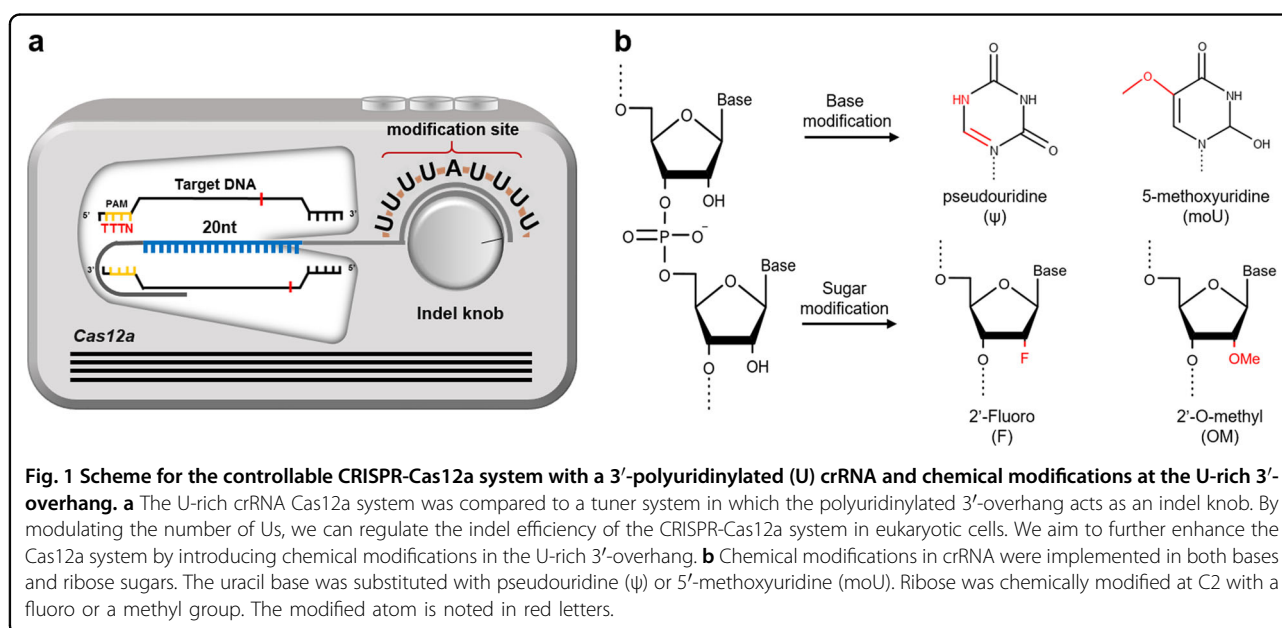 a
modification site
UUUUAUUUU
Target DNA
PAM
5'
3'
TTTN
20nt
3'
5'
Indel knob
Cas12a
b
O
Base
O
O
OH
O
O=P-O⁻
O
Base
O
O
OH
Base
modification
Sugar
modification
O
HN
NH
N
O
pseudouridine
(ψ)
O
O
NH
N
OH
5-methoxyuridine
(moU)
O
Base
O
O
F
2'-Fluoro
(F)
O
Base
O
O
OMe
2'-O-methyl
(OM)
Fig. 1 Scheme for the controllable CRISPR-Cas12a system with a 3′-polyuridinylated (U) crRNA and chemical modifications at the U-rich 3′-
overhang. a The U-rich crRNA Cas12a system was compared to a tuner system in which the polyuridinylated 3′-overhang acts as an indel knob. By
modulating the number of Us, we can regulate the indel efficiency of the CRISPR-Cas12a system in eukaryotic cells. We aim to further enhance the
Cas12a system by introducing chemical modifications in the U-rich 3′-overhang. b Chemical modifications in crRNA were implemented in both bases
and ribose sugars. The uracil base was substituted with pseudouridine (ψ) or 5′-methoxyuridine (moU). Ribose was chemically modified at C2 with a
fluoro or a methyl group. The modified atom is noted in red letters.